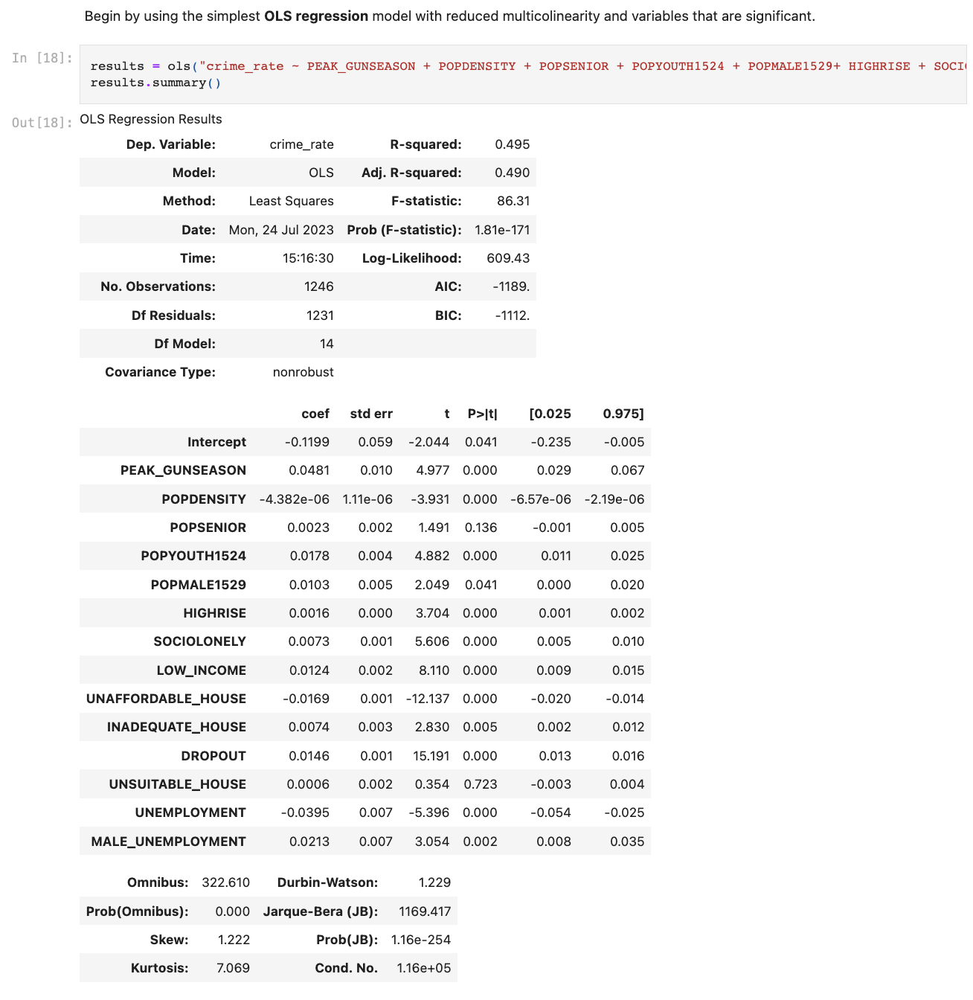 Begin by using the simplest OLS regression model with reduced multicolinearity and variables that are significant.
In [18]: results = ols("crime_rate ~ PEAK_GUNSEASON + POPDENSITY + POPSENIOR + POPYOUTH1524 + POPMALE1529+ HIGHRISE + SOCI
results.summary()
Out[18]: OLS Regression Results
Dep. Variable: crime_rate R-squared: 0.495
Model: OLS Adj. R-squared: 0.490
Method: Least Squares F-statistic: 86.31
Date: Mon, 24 Jul 2023 Prob (F-statistic): 1.81e-171
Time: 15:16:30 Log-Likelihood: 609.43
No. Observations: 1246 AIC: -1189.
Df Residuals: 1231 BIC: -1112.
Df Model: 14
Covariance Type: nonrobust
coef std err t P>|t| [0.025 0.975]
Intercept -0.1199 0.059 -2.044 0.041 -0.235 -0.005
PEAK_GUNSEASON 0.0481 0.010 4.977 0.000 0.029 0.067
POPDENSITY -4.382e-06 1.11e-06 -3.931 0.000 -6.57e-06 -2.19e-06
POPSENIOR 0.0023 0.002 1.491 0.136 -0.001 0.005
POPYOUTH1524 0.0178 0.004 4.882 0.000 0.011 0.025
POPMALE1529 0.0103 0.005 2.049 0.041 0.000 0.020
HIGHRISE 0.0016 0.000 3.704 0.000 0.001 0.002
SOCIOLONELY 0.0073 0.001 5.606 0.000 0.005 0.010
LOW_INCOME 0.0124 0.002 8.110 0.000 0.009 0.015
UNAFFORDABLE_HOUSE -0.0169 0.001 -12.137 0.000 -0.020 -0.014
INADEQUATE_HOUSE 0.0074 0.003 2.830 0.005 0.002 0.012
DROPOUT 0.0146 0.001 15.191 0.000 0.013 0.016
UNSUITABLE_HOUSE 0.0006 0.002 0.354 0.723 -0.003 0.004
UNEMPLOYMENT -0.0395 0.007 -5.396 0.000 -0.054 -0.025
MALE_UNEMPLOYMENT 0.0213 0.007 3.054 0.002 0.008 0.035
Omnibus: 322.610 Durbin-Watson: 1.229
Prob(Omnibus): 0.000 Jarque-Bera (JB): 1169.417
Skew: 1.222 Prob(JB): 1.16e-254
Kurtosis: 7.069 Cond. No. 1.16e+05